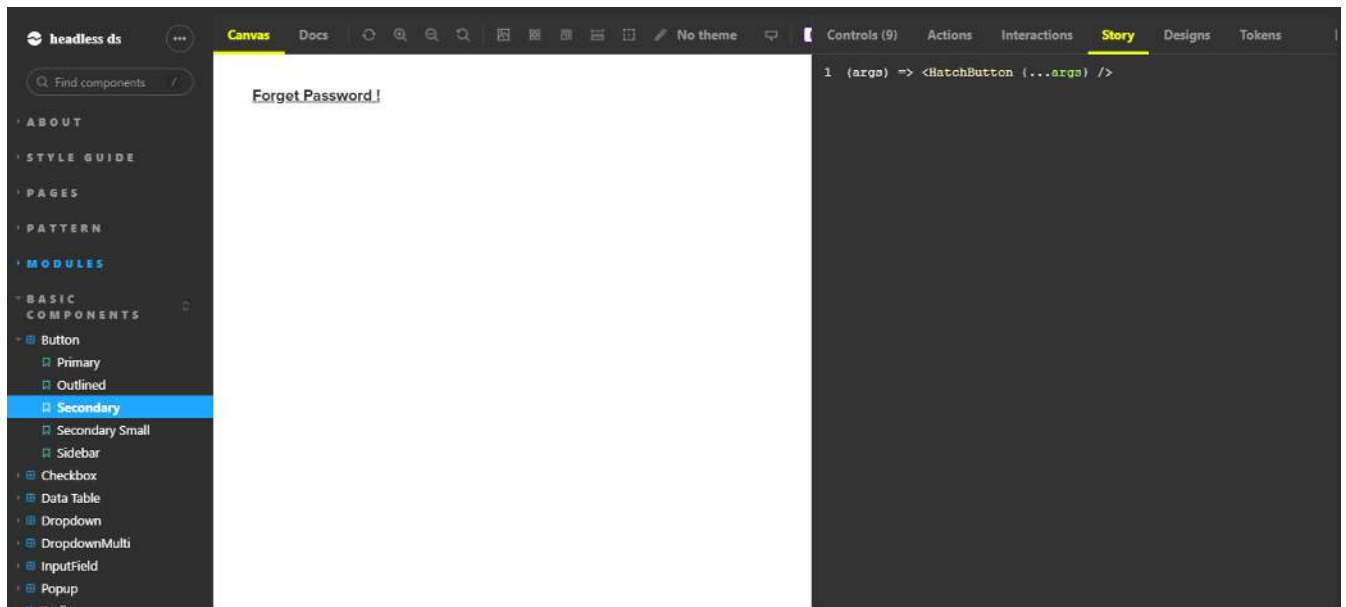 headless ds
Find components /
ABOUT
STYLE GUIDE
PAGES
PATTERN
MODULES
BASIC
COMPONENTS
Button
Primary
Outlined
Secondary
Secondary Small
Sidebar
Checkbox
Data Table
Dropdown
DropdownMulti
InputField
Popup
Canvas Docs No theme
Forget Password !
Controls (9) Actions Interactions Story Designs Tokens
1 (args) => <HatchButton {...args} />